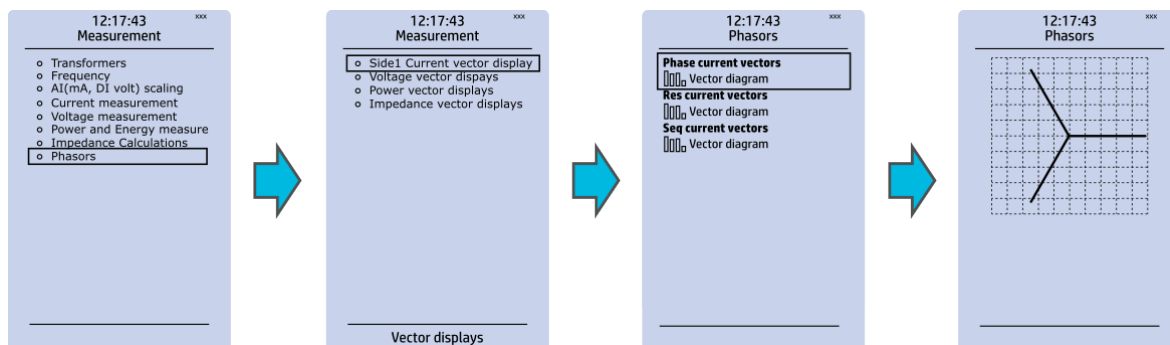 12:17:43 xxx
Measurement
Transformers
Frequency
AI(mA, DI volt) scaling
Current measurement
Voltage measurement
Power and Energy measure
Impedance Calculations
Phasors
12:17:43 xxx
Measurement
Side1 Current vector display
Voltage vector dispays
Power vector displays
Impedance vector displays
Vector displays
12:17:43 xxx
Phasors
Phase current vectors
Vector diagram
Res current vectors
Vector diagram
Seq current vectors
Vector diagram
12:17:43 xxx
Phasors